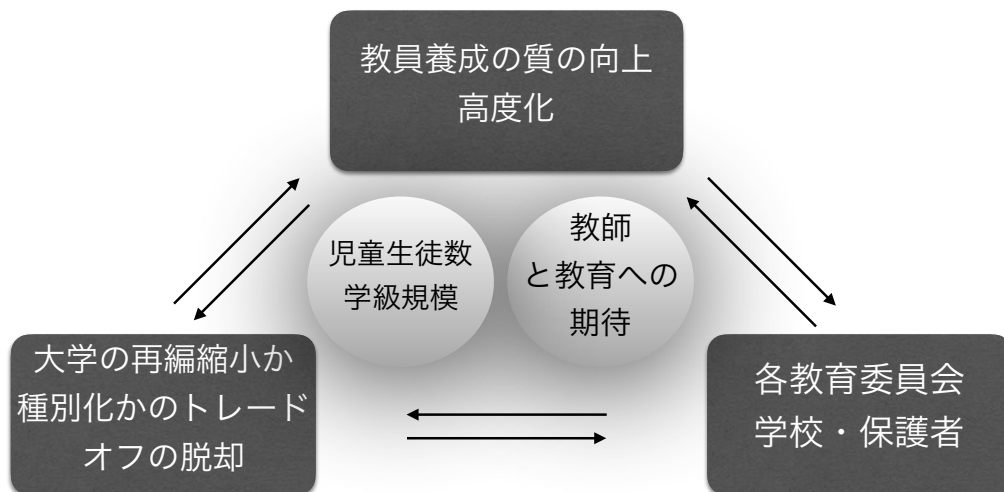 教員養成の質の向上
高度化
児童生徒数
学級規模
教師
と教育への
期待
大学の再編縮小か
種別化かのトレード
オフの脱却
各教育委員会
学校・保護者